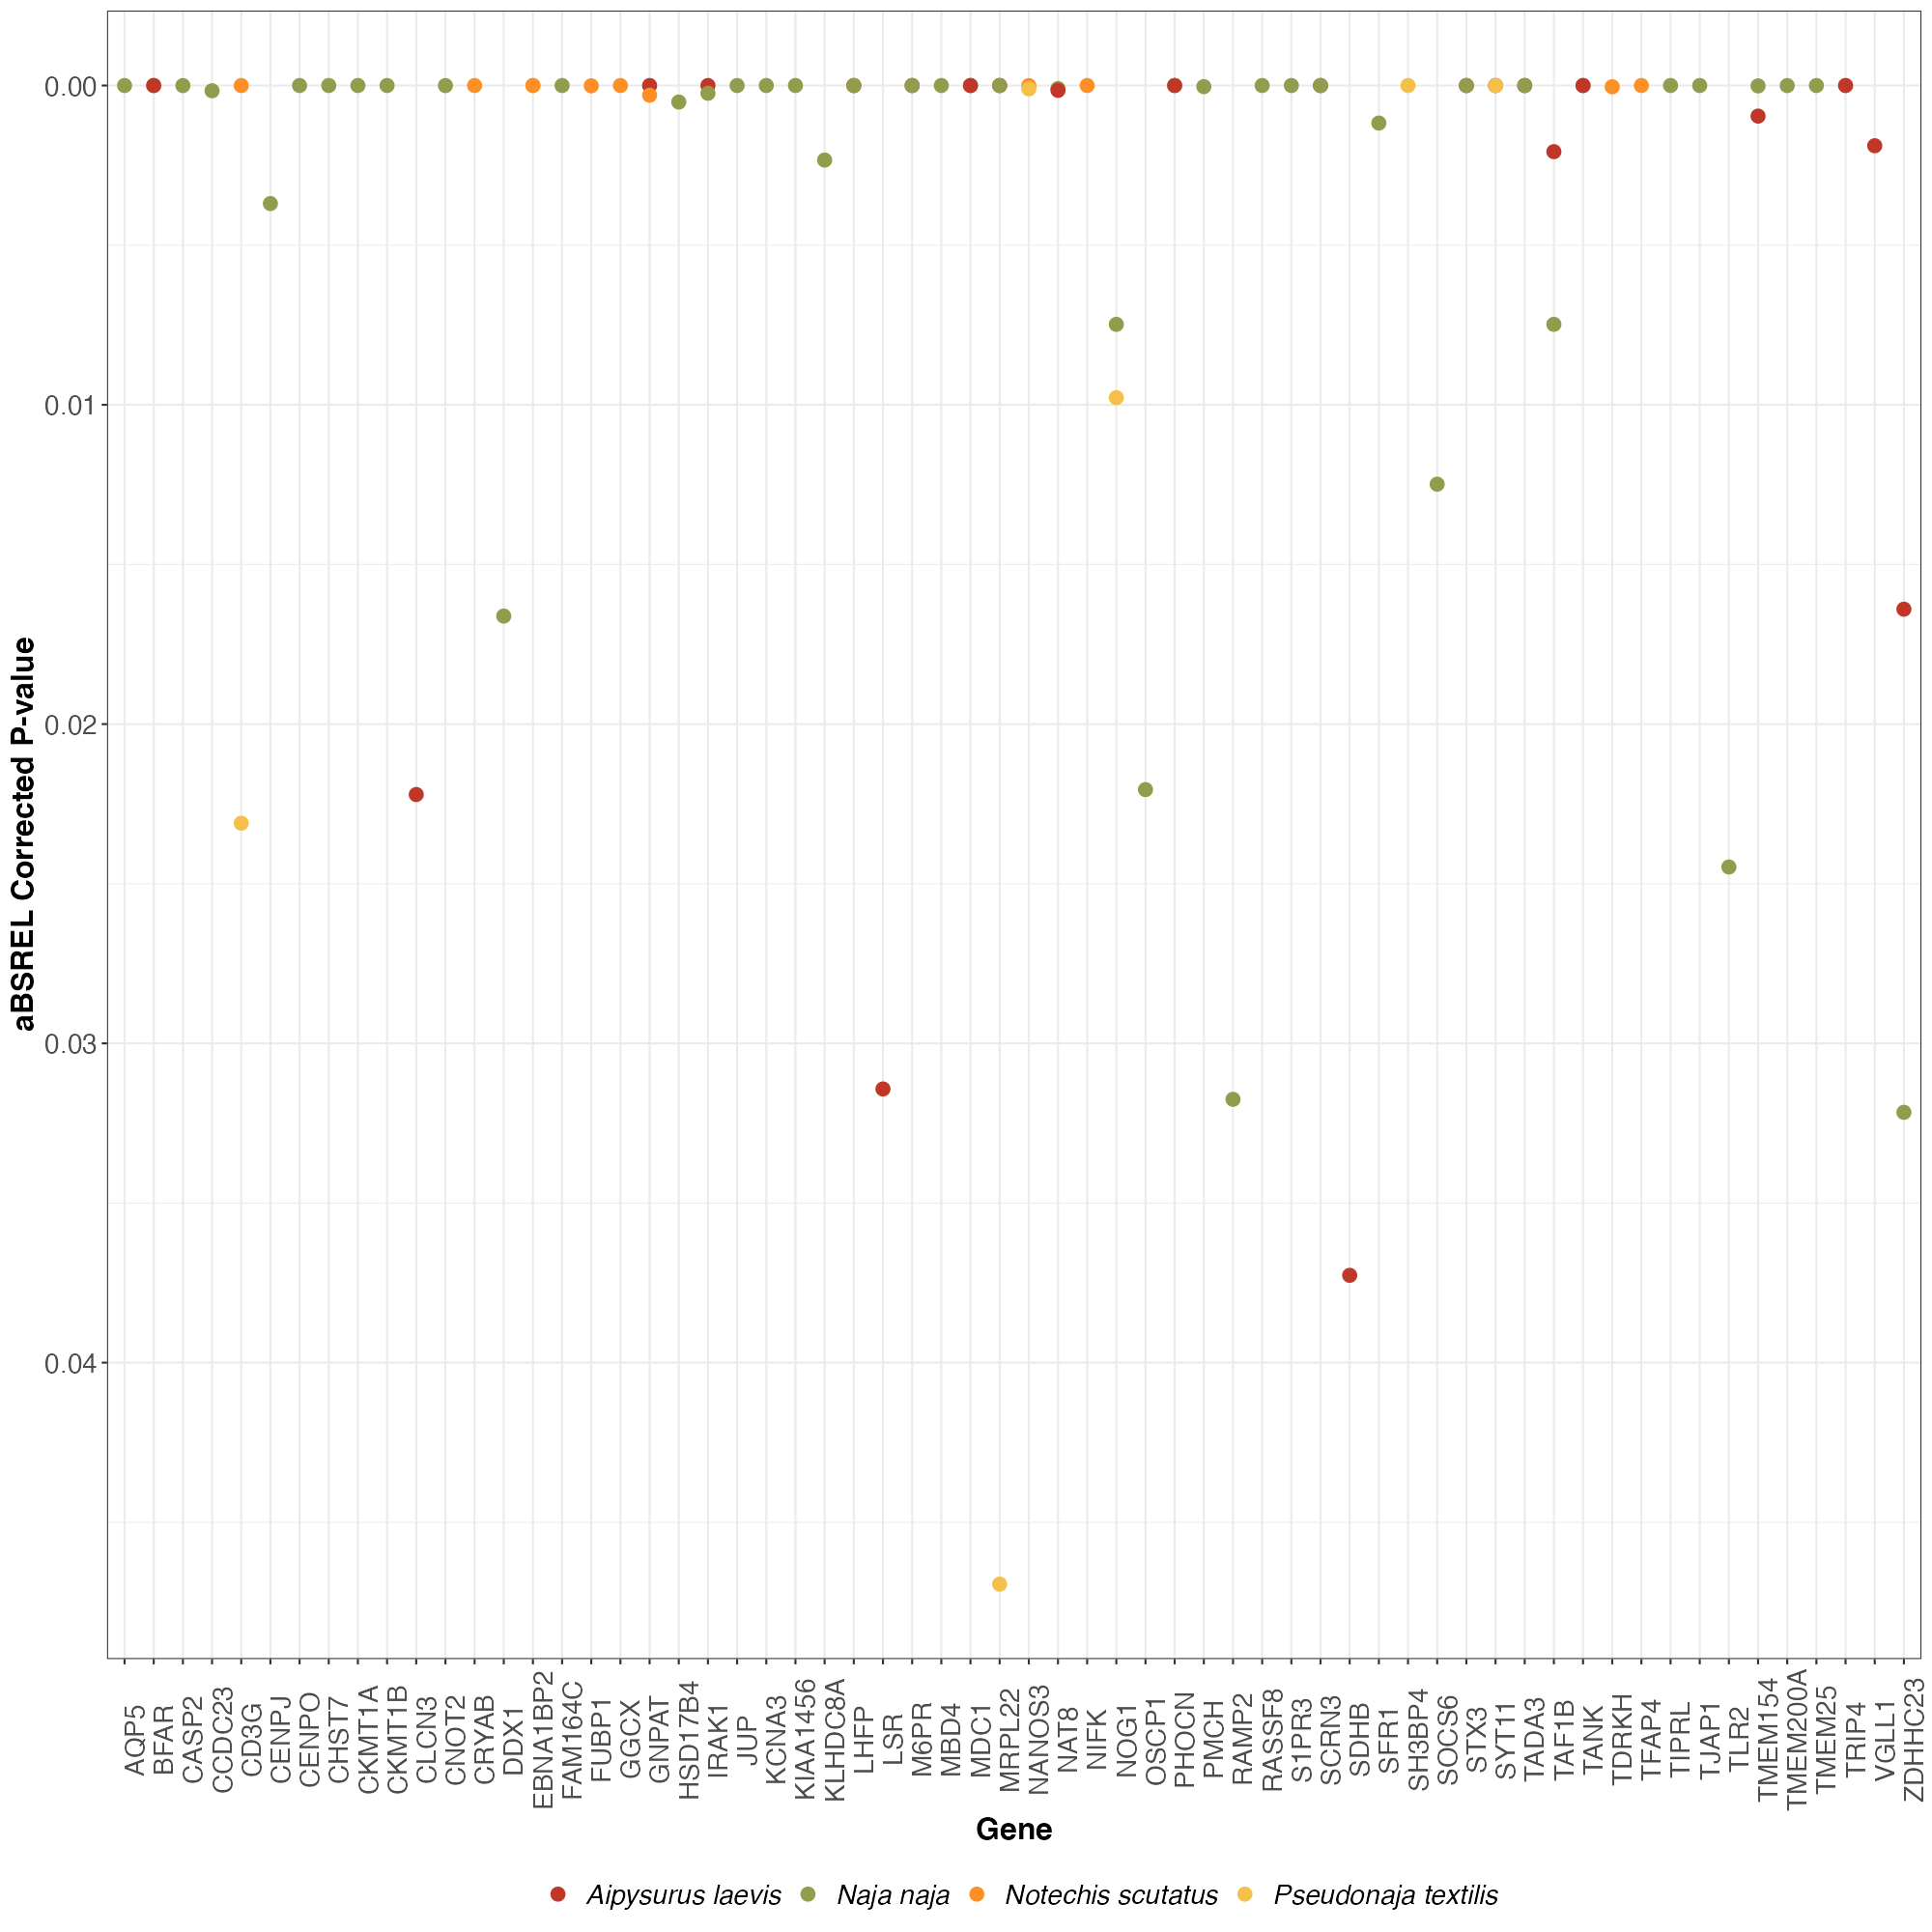 0.00
0.01
0.02
0.03
0.04
aBSREL Corrected P-value
AQP5
BFAR
CASP2
CCDC23
CD3G
CENPJ
CENPO
CHST7
CKMT1A
CKMT1B
CLCN3
CNOT2
CRYAB
DDX1
EBNA1BP2
FAM164C
FUBP1
GGCX
GNPAT
HSD17B4
IRAK1
JUP
KCNA3
KIAA1456
KLHDC8A
LHFP
LSR
M6PR
MBD4
MDC1
MRPL22
NANOS3
NAT8
NIFK
NOG1
OSCP1
PHOCN
PMCH
RAMP2
RASSF8
S1PR3
SCRN3
SDHB
SFR1
SH3BP4
SOCS6
STX3
SYT11
TADA3
TAF1B
TANK
TDRKH
TFAP4
TIPRL
TJAP1
TLR2
TMEM154
TMEM200A
TMEM25
TRIP4
VGLL1
ZDHHC23
Gene
Aipysurus laevis Naja naja Notechis scutatus Pseudonaja textilis